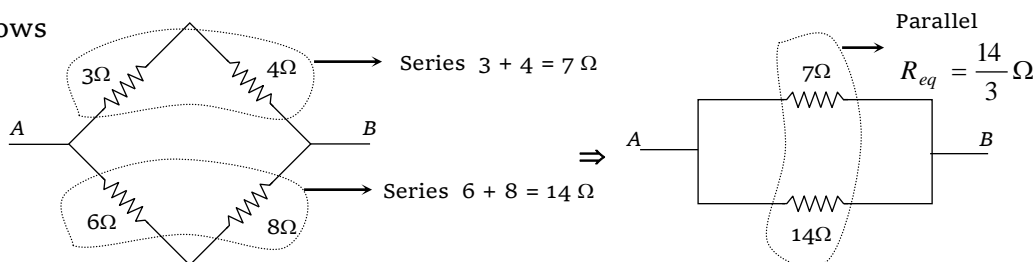 ows
3Ω
4Ω
Series 3 + 4 = 7 Ω
A
B
6Ω
8Ω
Series 6 + 8 = 14 Ω
⇒
Parallel
R_eq = 14/3 Ω
7Ω
A
B
14Ω